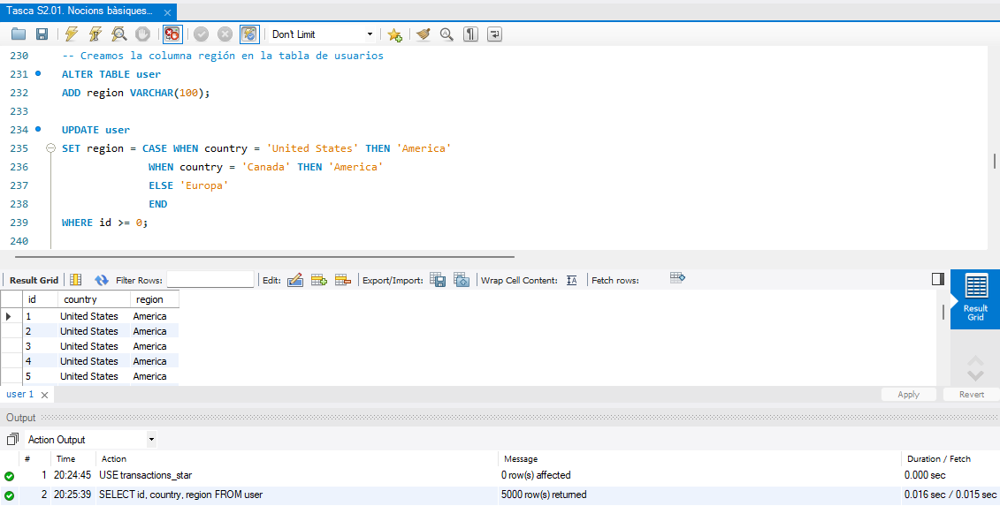 Tasca S2.01. Nocions bàsiques...
Don't Limit
230 -- Creamos la columna región en la tabla de usuarios
231 ALTER TABLE user
232 ADD region VARCHAR(100);
233
234 UPDATE user
235 SET region = CASE WHEN country = 'United States' THEN 'America'
236 WHEN country = 'Canada' THEN 'America'
237 ELSE 'Europa'
238 END
239 WHERE id >= 0;
240
Result Grid Filter Rows: Edit: Export/Import: Wrap Cell Content: Fetch rows:
id country region
1 United States America
2 United States America
3 United States America
4 United States America
5 United States America
Result
Grid
user 1 Apply Revert
Output
Action Output
# Time Action Message Duration / Fetch
1 20:24:45 USE transactions_star 0 row(s) affected 0.000 sec
2 20:25:39 SELECT id, country, region FROM user 5000 row(s) returned 0.016 sec / 0.015 sec